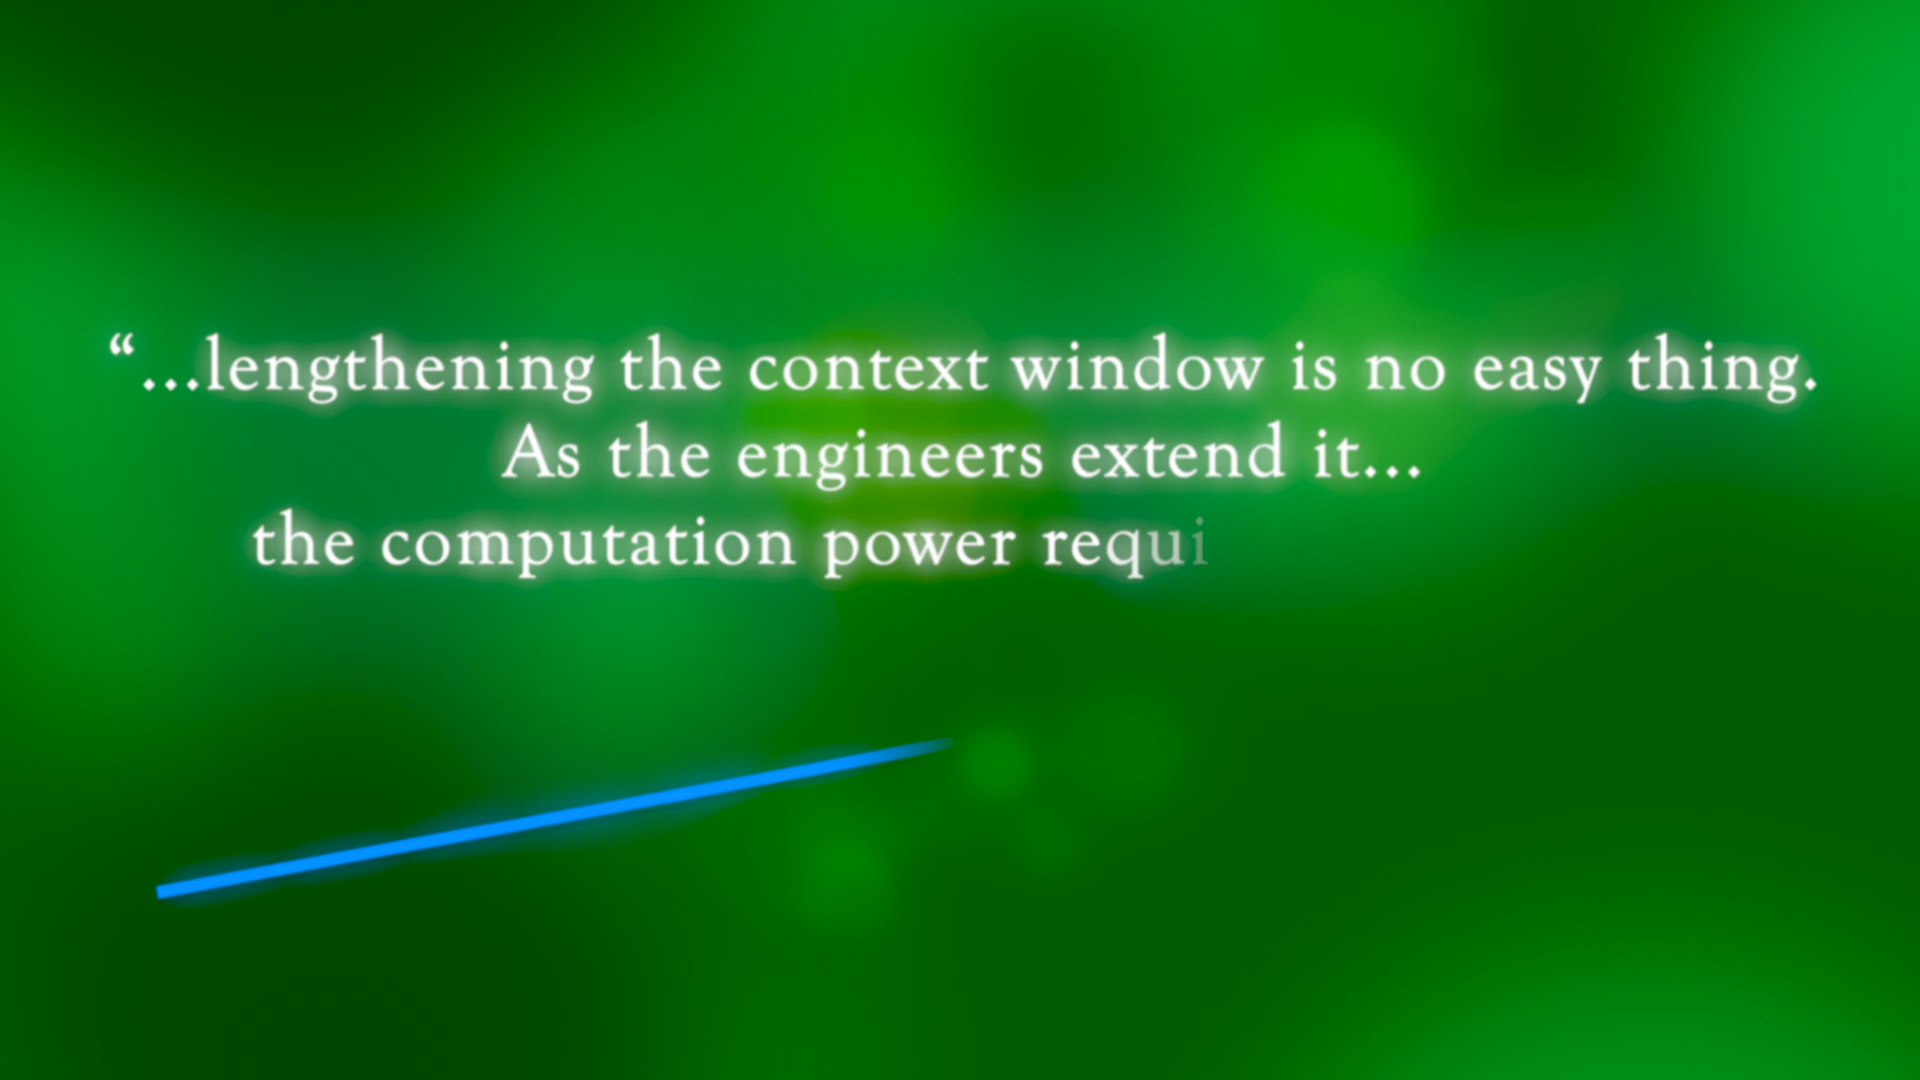 “...lengthening the context window is no easy thing.
As the engineers extend it...
the computation power requi